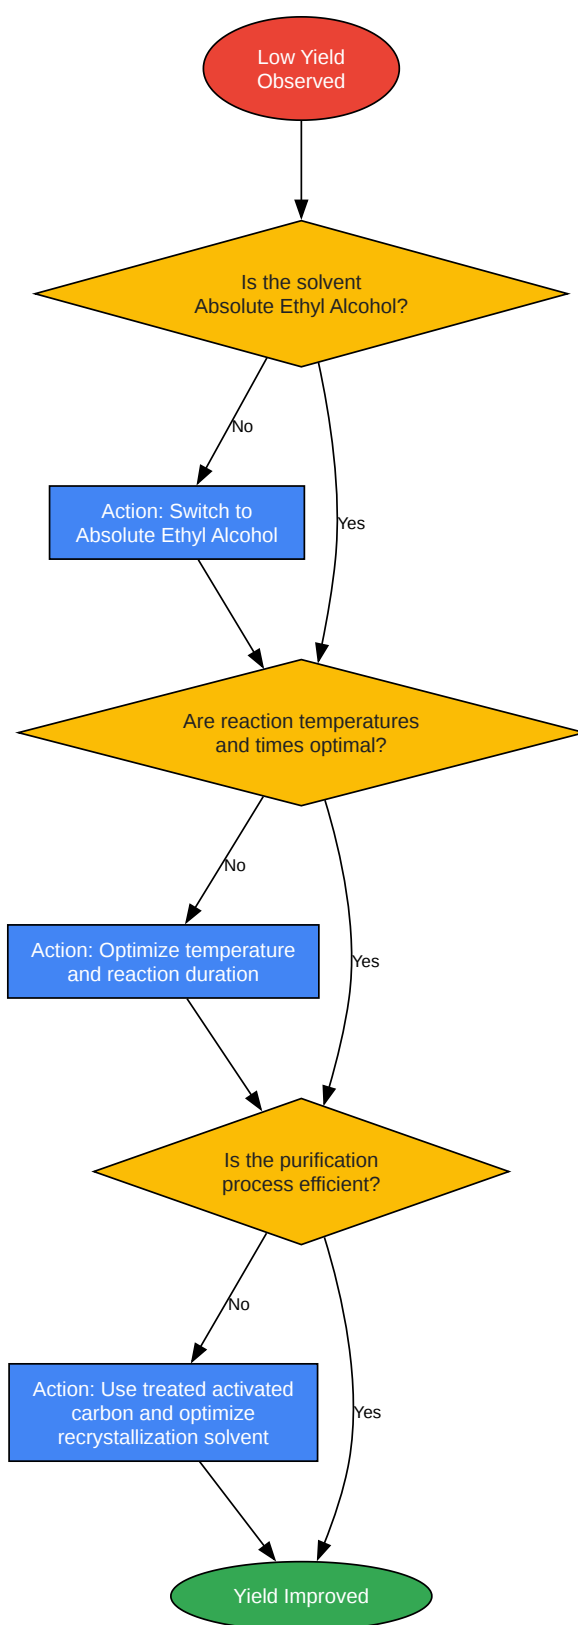 Low Yield
Observed
Is the solvent
Absolute Ethyl Alcohol?
No
Action: Switch to
Absolute Ethyl Alcohol
Yes
Are reaction temperatures
and times optimal?
No
Action: Optimize temperature
and reaction duration
Yes
Is the purification
process efficient?
No
Action: Use treated activated
carbon and optimize
recrystallization solvent
Yes
Yield Improved